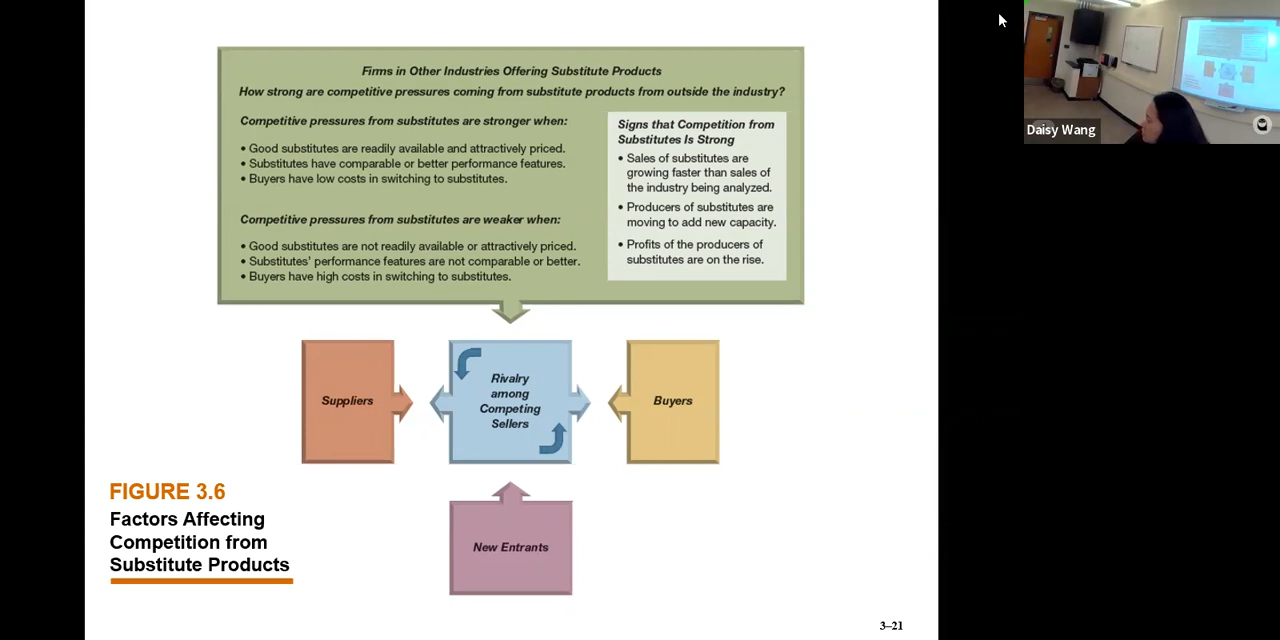 Firms in Other Industries Offering Substitute Products
How strong are competitive pressures coming from substitute products from outside the industry?
Competitive pressures from substitutes are stronger when:
• Good substitutes are readily available and attractively priced.
• Substitutes have comparable or better performance features.
• Buyers have low costs in switching to substitutes.
Competitive pressures from substitutes are weaker when:
• Good substitutes are not readily available or attractively priced.
• Substitutes' performance features are not comparable or better.
• Buyers have high costs in switching to substitutes.
Signs that Competition from
Substitutes Is Strong
• Sales of substitutes are
growing faster than sales of
the industry being analyzed.
• Producers of substitutes are
moving to add new capacity.
• Profits of the producers of
substitutes are on the rise.
Suppliers
Rivalry
among
Competing
Sellers
Buyers
New Entrants
FIGURE 3.6
Factors Affecting
Competition from
Substitute Products
3–21
Daisy Wang